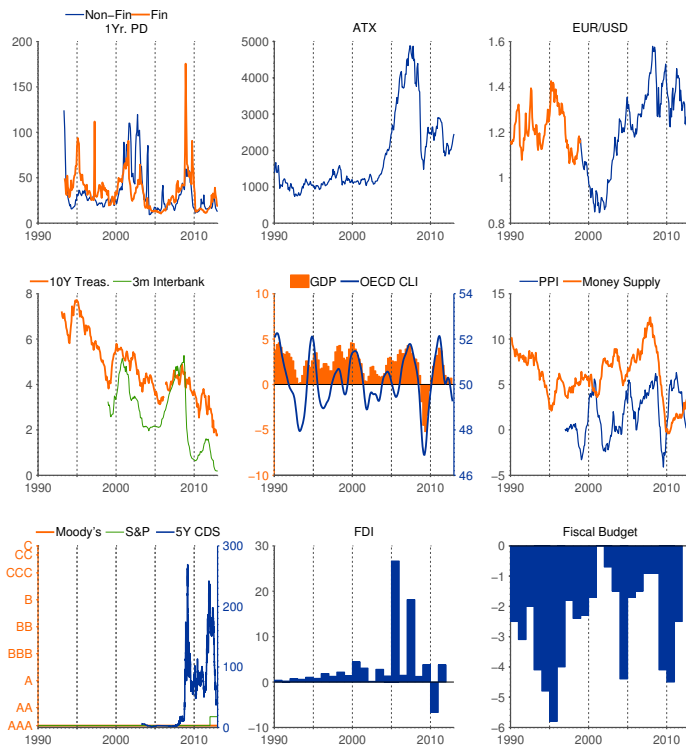 Non-Fin Fin
1Yr. PD
200
150
100
50
0
1990 2000 2010
ATX
5000
4000
3000
2000
1000
0
1990 2000 2010
EUR/USD
1.6
1.4
1.2
1
0.8
1990 2000 2010
10Y Treas. 3m Interbank
8
6
4
2
0
1990 2000 2010
GDP OECD CLI
10 54
5 52
0 50
−5 48
−10 46
1990 2000 2010
PPI Money Supply
15
10
5
0
−5
1990 2000 2010
Moody's S&P 5Y CDS
C 300
CC
CCC
B 200
BB
BBB
A 100
AA
AAA 0
1990 2000 2010
FDI
30
20
10
0
−10
1990 2000 2010
Fiscal Budget
0
−1
−2
−3
−4
−5
−6
1990 2000 2010